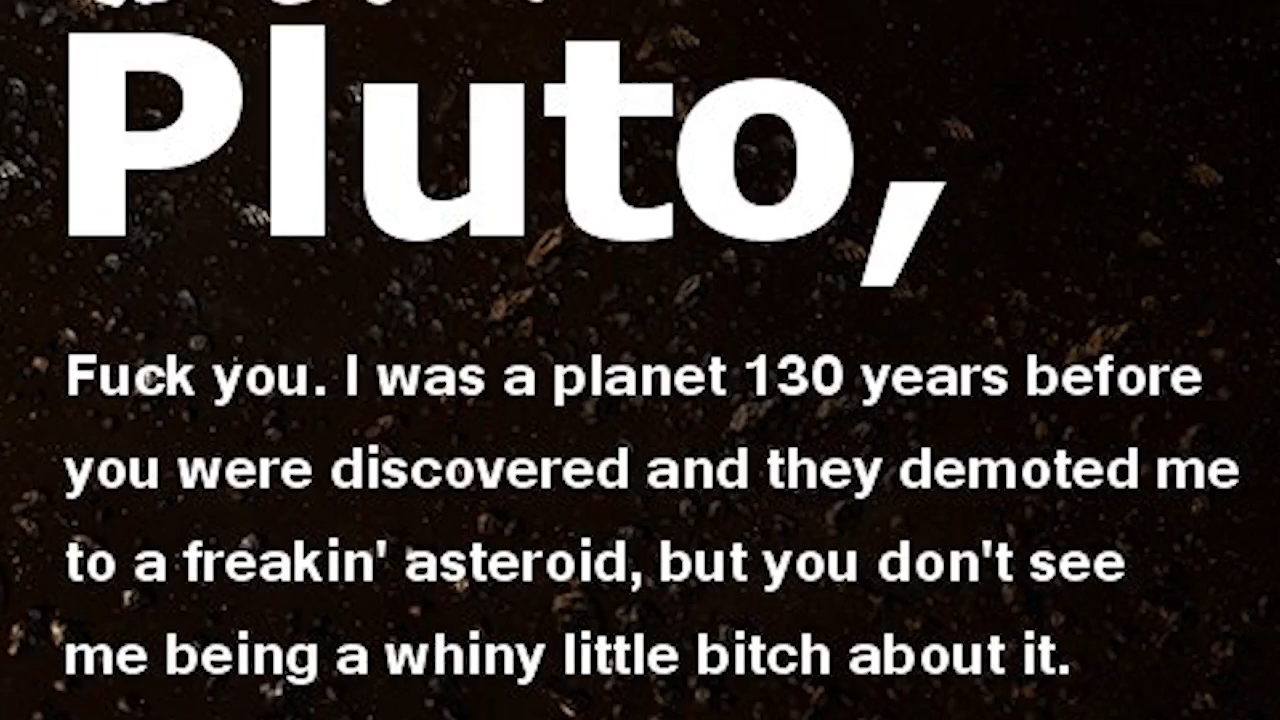 Pluto,
Fuck you. I was a planet 130 years before
you were discovered and they demoted me
to a freakin' asteroid, but you don't see
me being a whiny little bitch about it.